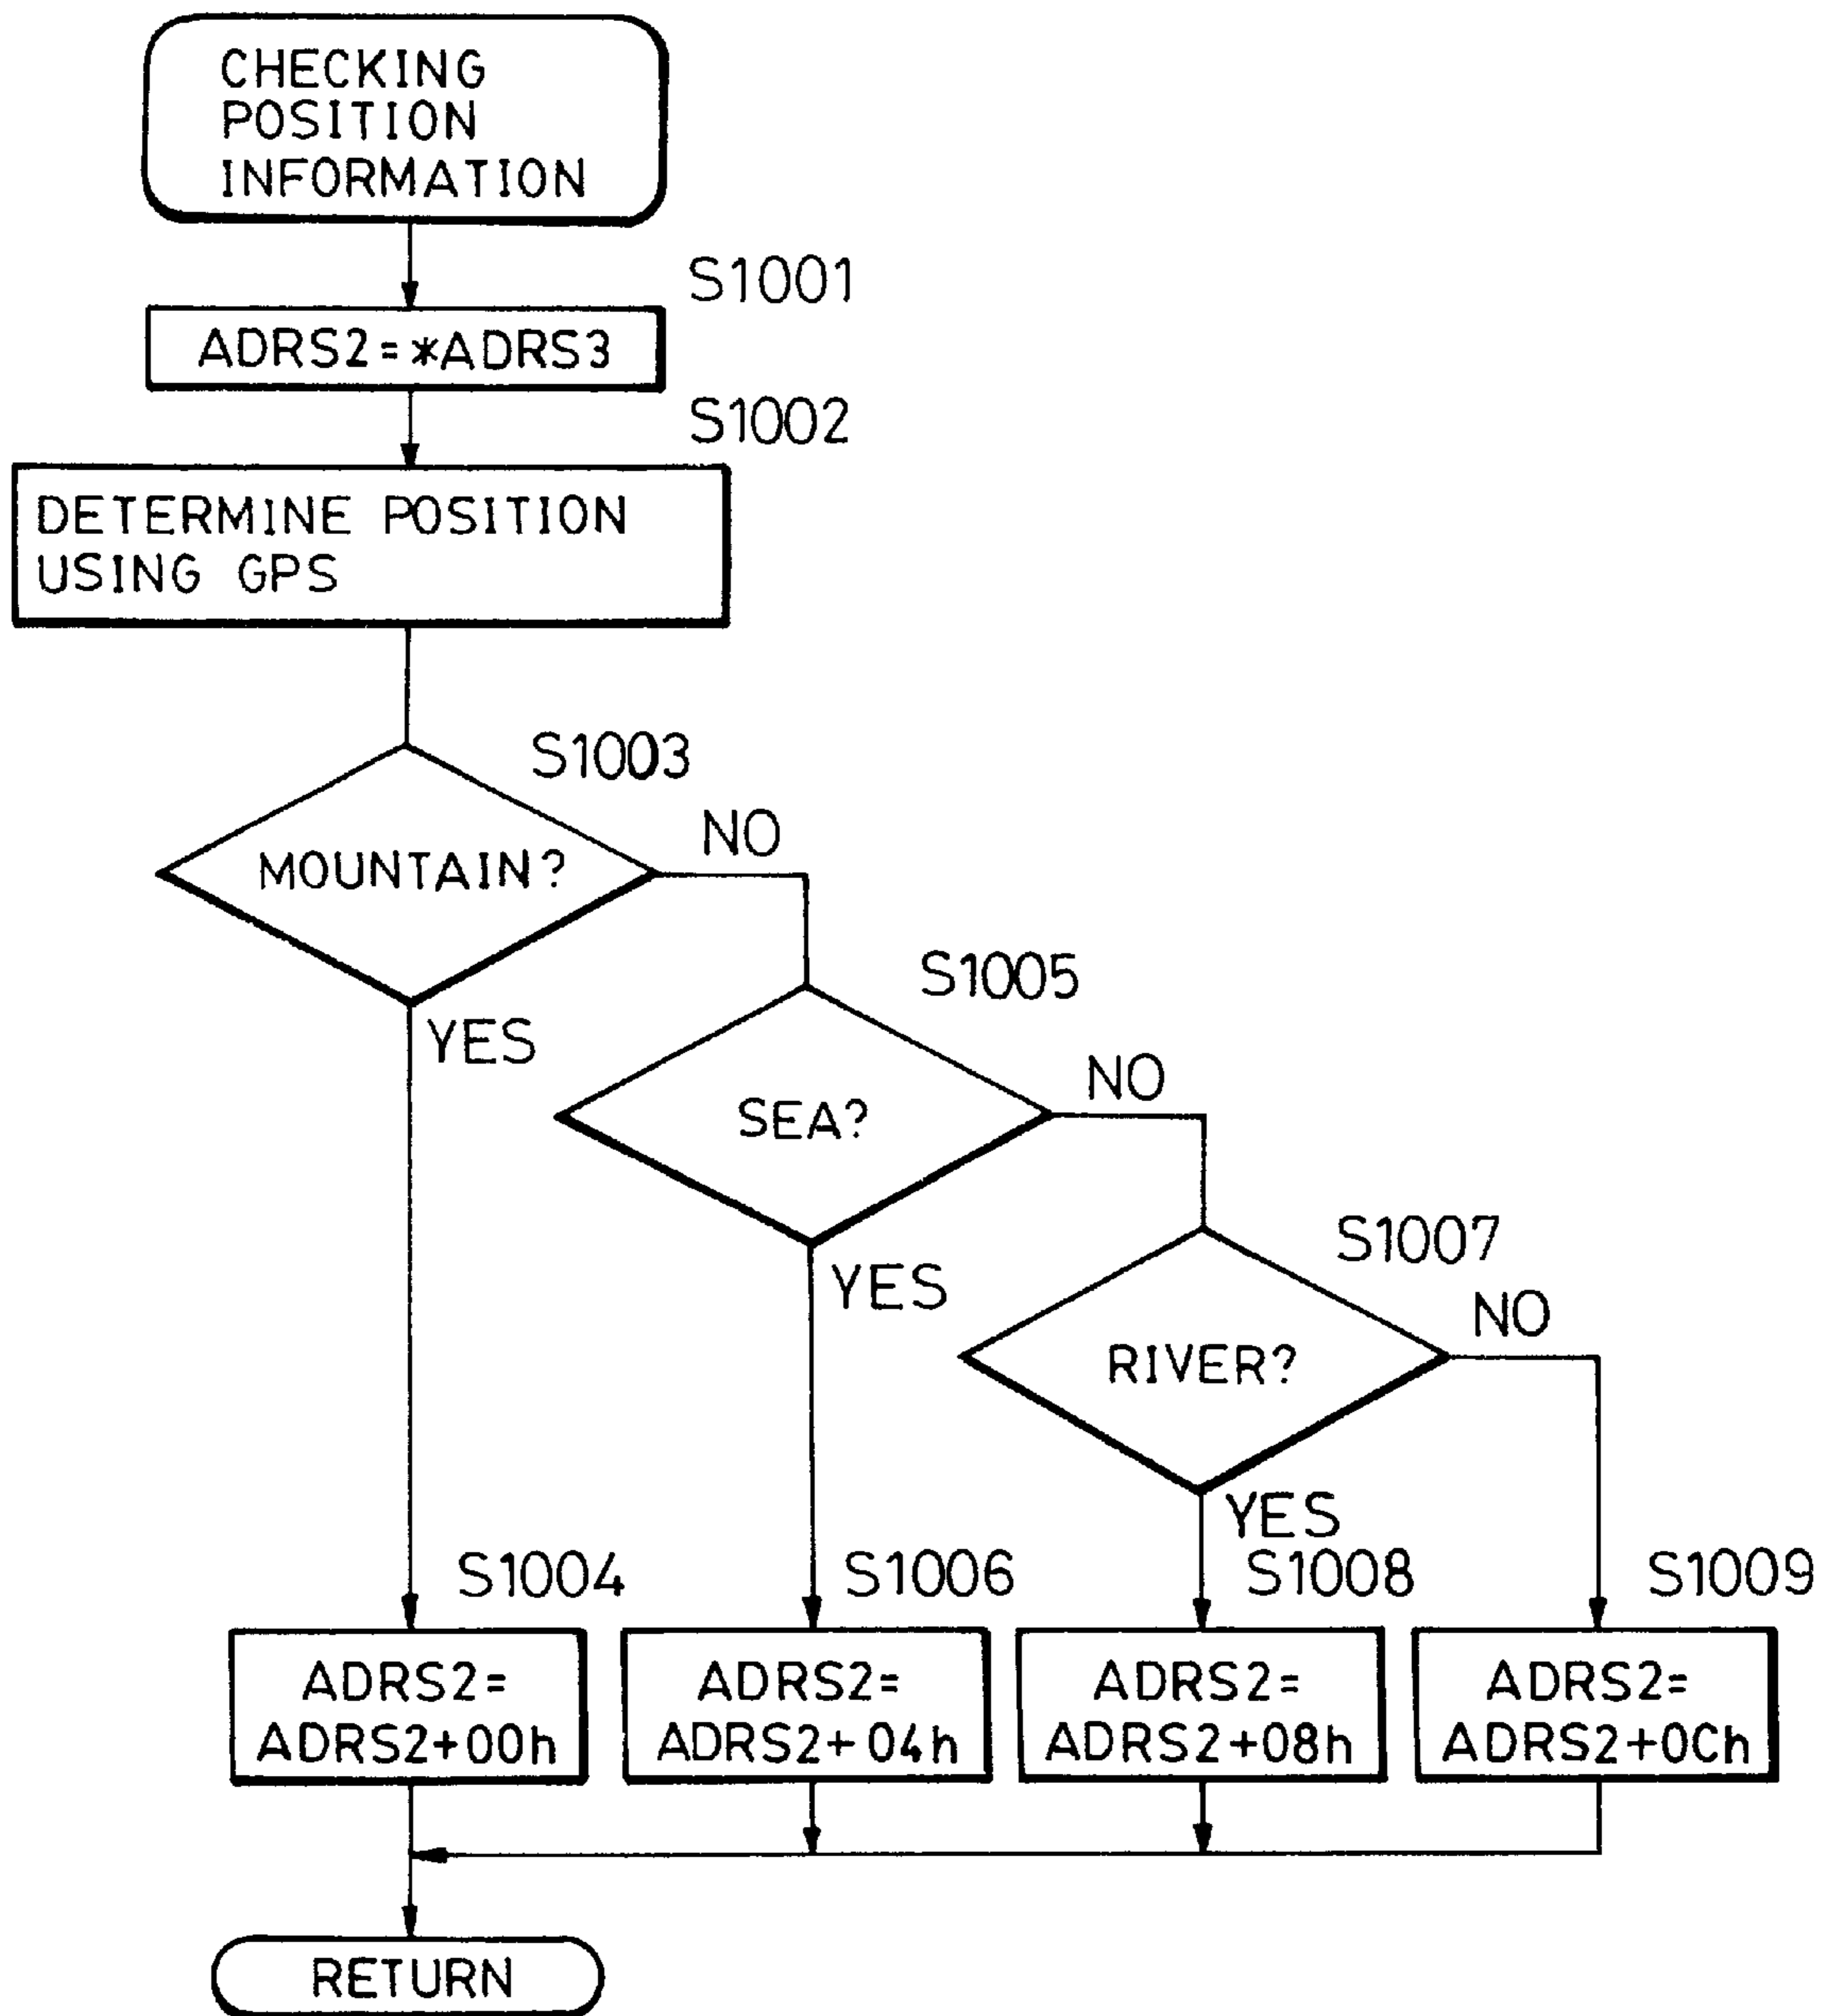 CHECKING
POSITION
INFORMATION
S1001
ADRS2=*ADRS3
S1002
DETERMINE POSITION
USING GPS
S1003
MOUNTAIN?
NO
YES
S1005
SEA?
NO
YES
S1007
RIVER?
NO
YES
S1004
ADRS2=
ADRS2+00h
S1006
ADRS2=
ADRS2+04h
S1008
ADRS2=
ADRS2+08h
S1009
ADRS2=
ADRS2+0Ch
RETURN